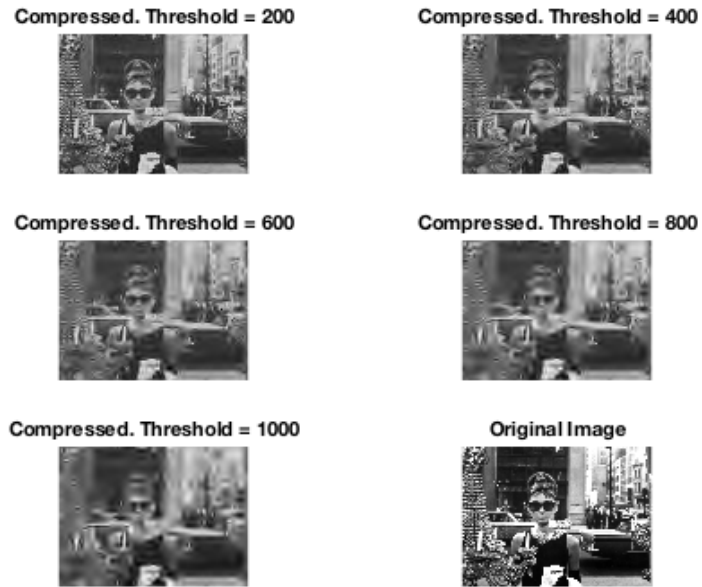 Compressed. Threshold = 200
Compressed. Threshold = 400
Compressed. Threshold = 600
Compressed. Threshold = 800
Compressed. Threshold = 1000
Original Image